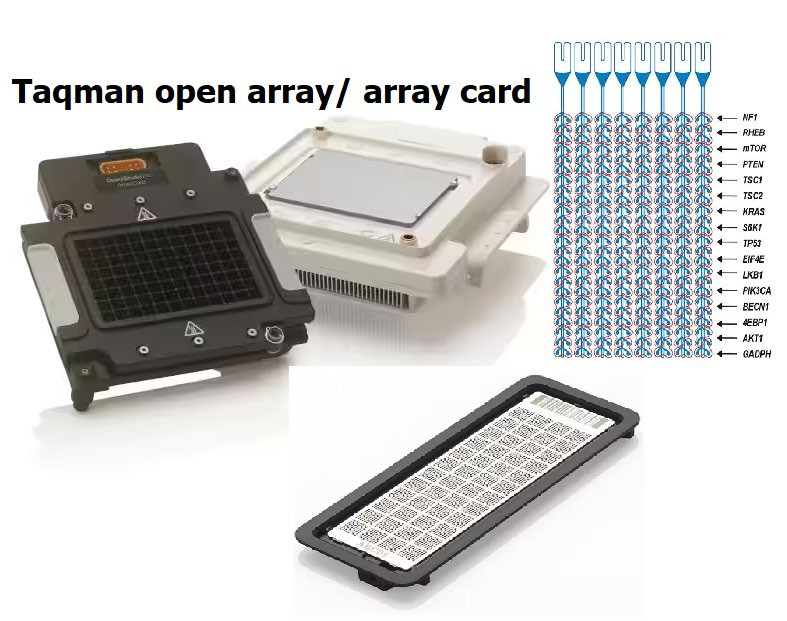 Taqman open array/ array card
NF1
RHEB
mTOR
PTEN
TSC1
TSC2
KRAS
S6K1
TP53
EIF4E
LKB1
PIK3CA
BECN1
4EBP1
AKT1
GADPH